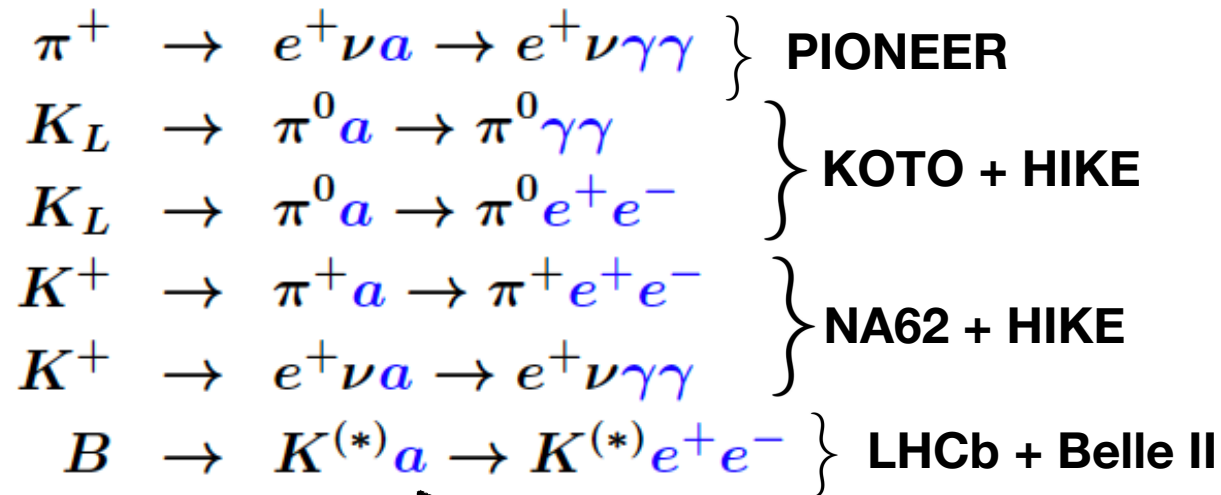 π⁺ → e⁺νa → e⁺νγγ } PIONEER
K_L → π⁰a → π⁰γγ
K_L → π⁰a → π⁰e⁺e⁻
} KOTO + HIKE
K⁺ → π⁺a → π⁺e⁺e⁻
K⁺ → e⁺νa → e⁺νγγ
} NA62 + HIKE
B → K⁽*⁾a → K⁽*⁾e⁺e⁻ } LHCb + Belle II